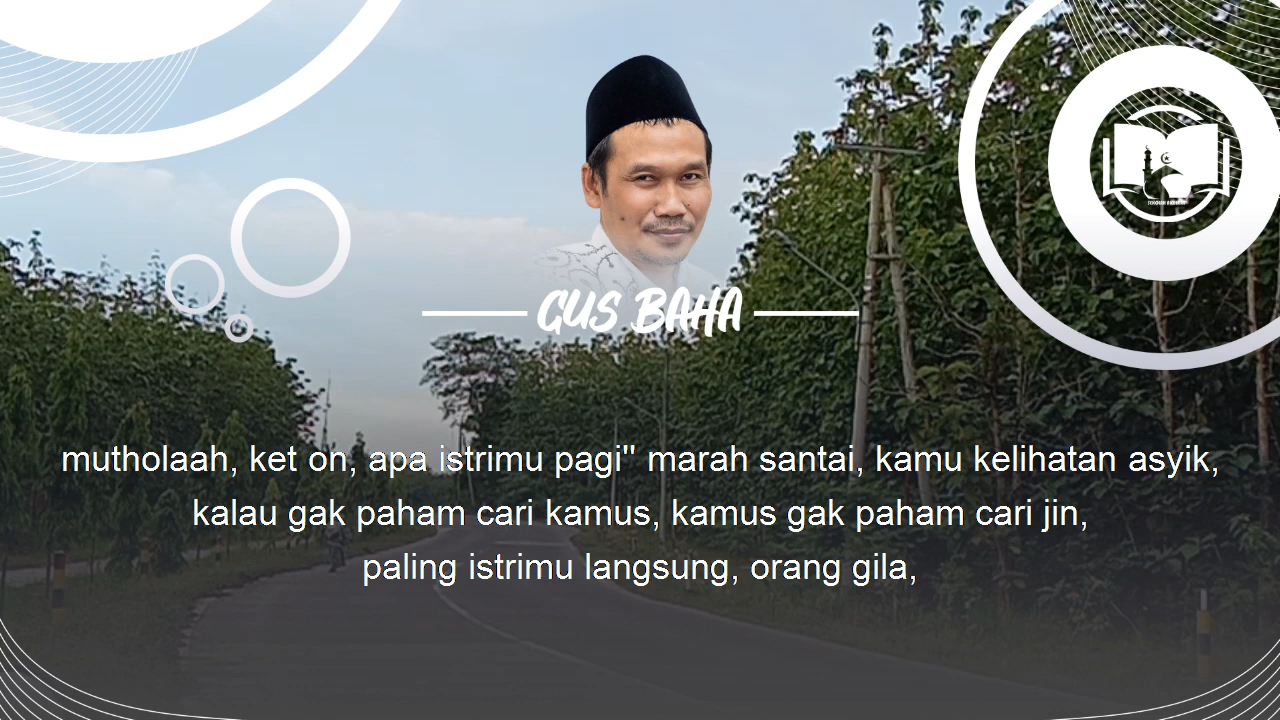 GUS BAHA
mutholaah, ket on, apa istrimu pagi" marah santai, kamu kelihatan asyik,
kalau gak paham cari kamus, kamus gak paham cari jin,
paling istrimu langsung, orang gila,